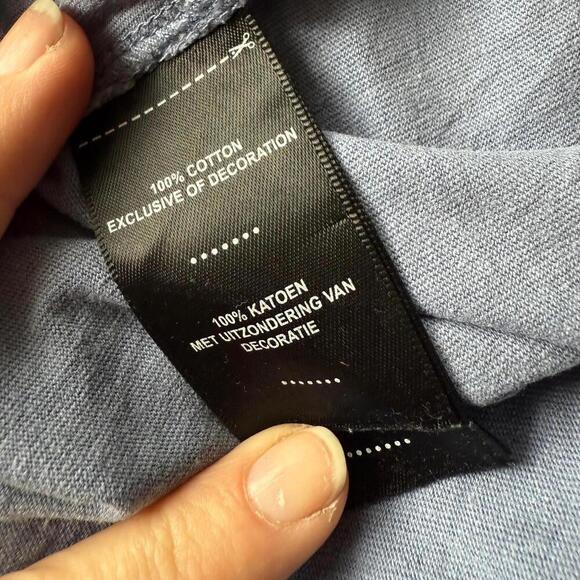 100% COTTON
EXCLUSIVE OF DECORATION
100% KATOEN
MET UITZONDERING VAN
DECORATIE